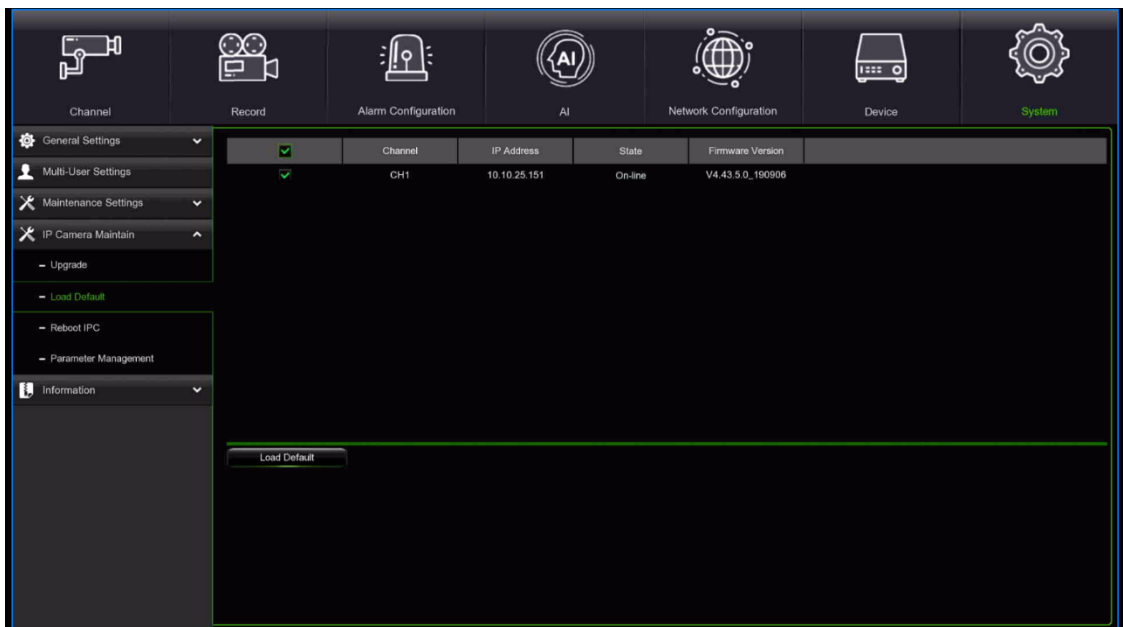 AI
Channel Record Alarm Configuration AI Network Configuration Device System
General Settings
Multi-User Settings
Maintenance Settings
IP Camera Maintain
– Upgrade
– Load Default
– Reboot IPC
– Parameter Management
Information
Channel IP Address State Firmware Version
CH1 10.10.25.151 On-line V4.43.5.0_190906
Load Default